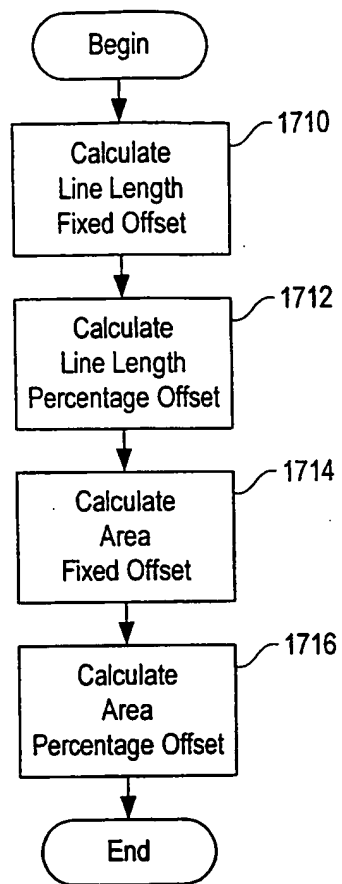 Begin
1710
Calculate
Line Length
Fixed Offset
1712
Calculate
Line Length
Percentage Offset
1714
Calculate
Area
Fixed Offset
1716
Calculate
Area
Percentage Offset
End